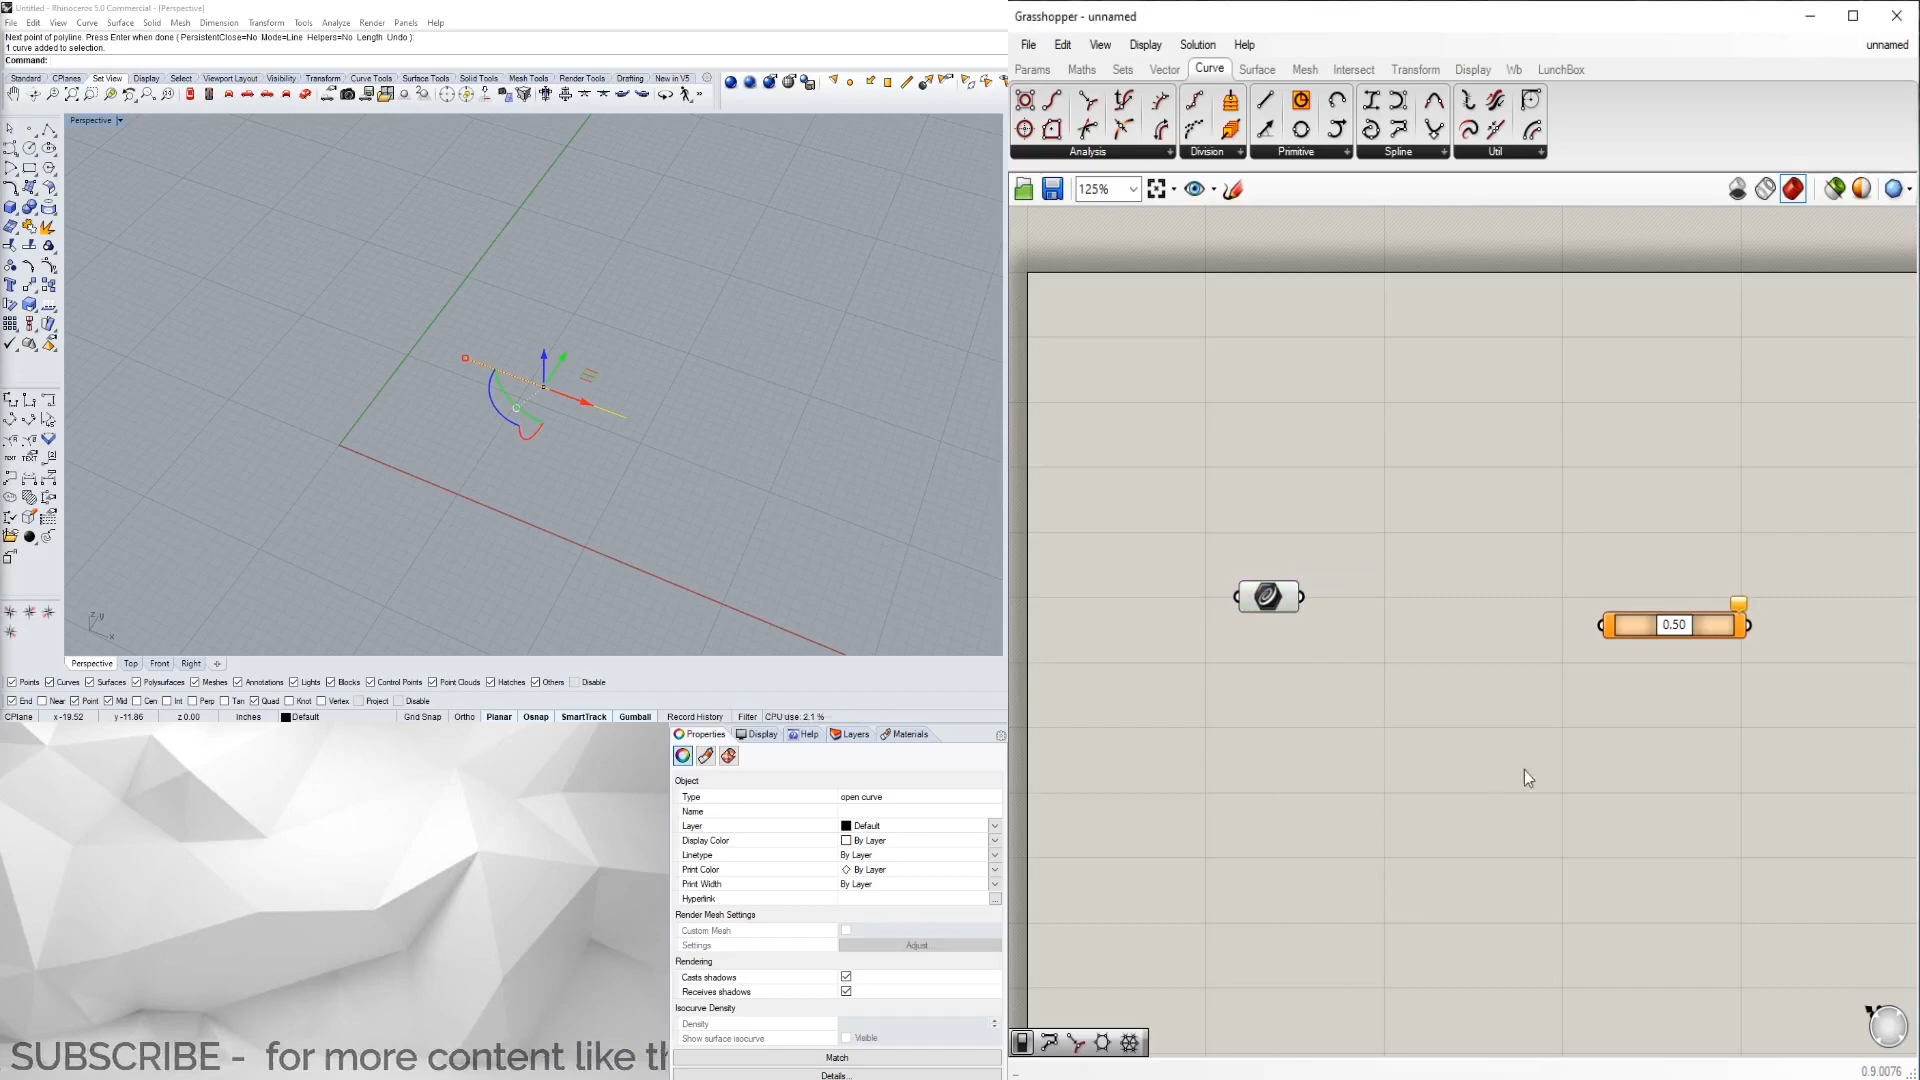 Untitled - Rhinoceros 5.0 Commercial - [Perspective]
File Edit View Curve Surface Solid Mesh Dimension Transform Tools Analyze Render Panels Help
Next point of polyline. Press Enter when done ( PersistentClose=No Mode=Line Helpers=No Length Undo ):
1 curve added to selection.
Command:
Standard CPlanes Set View Display Select Viewport Layout Visibility Transform Curve Tools Surface Tools Solid Tools Mesh Tools Render Tools Drafting New in V5
Perspective
z y
x
Perspective Top Front Right
Points Curves Surfaces Polysurfaces Meshes Annotations Lights Blocks Control Points Point Clouds Hatches Others Disable
End Near Point Mid Cen Int Perp Tan Quad Knot Vertex Project Disable
CPlane x -19.52 y -11.86 z 0.00 Inches Default Grid Snap Ortho Planar Osnap SmartTrack Gumball Record History Filter CPU use: 2.1 %
Properties Display Help Layers Materials
Object
Type open curve
Name
Layer Default
Display Color By Layer
Linetype By Layer
Print Color By Layer
Print Width By Layer
Hyperlink ...
Render Mesh Settings
Custom Mesh
Settings Adjust...
Rendering
Casts shadows
Receives shadows
Isocurve Density
Density
Show surface isocurve Visible
Match
Details...
SUBSCRIBE - for more content like th
Grasshopper - unnamed
File Edit View Display Solution Help unnamed
Params Maths Sets Vector Curve Surface Mesh Intersect Transform Display Wb LunchBox
Analysis Division Primitive Spline Util
125%
0.50
0.9.0076